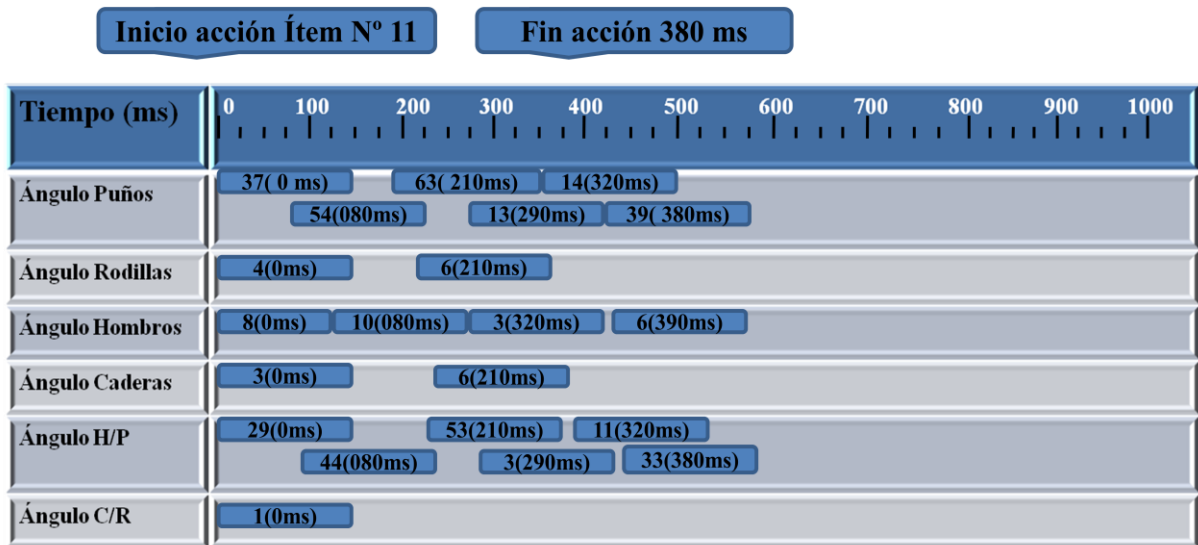 Inicio acción Ítem Nº 11 Fin acción 380 ms
Tiempo (ms) 0 100 200 300 400 500 600 700 800 900 1000
Ángulo Puños 37( 0 ms) 63( 210ms) 14(320ms)
54(080ms) 13(290ms) 39( 380ms)
Ángulo Rodillas 4(0ms) 6(210ms)
Ángulo Hombros 8(0ms) 10(080ms) 3(320ms) 6(390ms)
Ángulo Caderas 3(0ms) 6(210ms)
Ángulo H/P 29(0ms) 53(210ms) 11(320ms)
44(080ms) 3(290ms) 33(380ms)
Ángulo C/R 1(0ms)